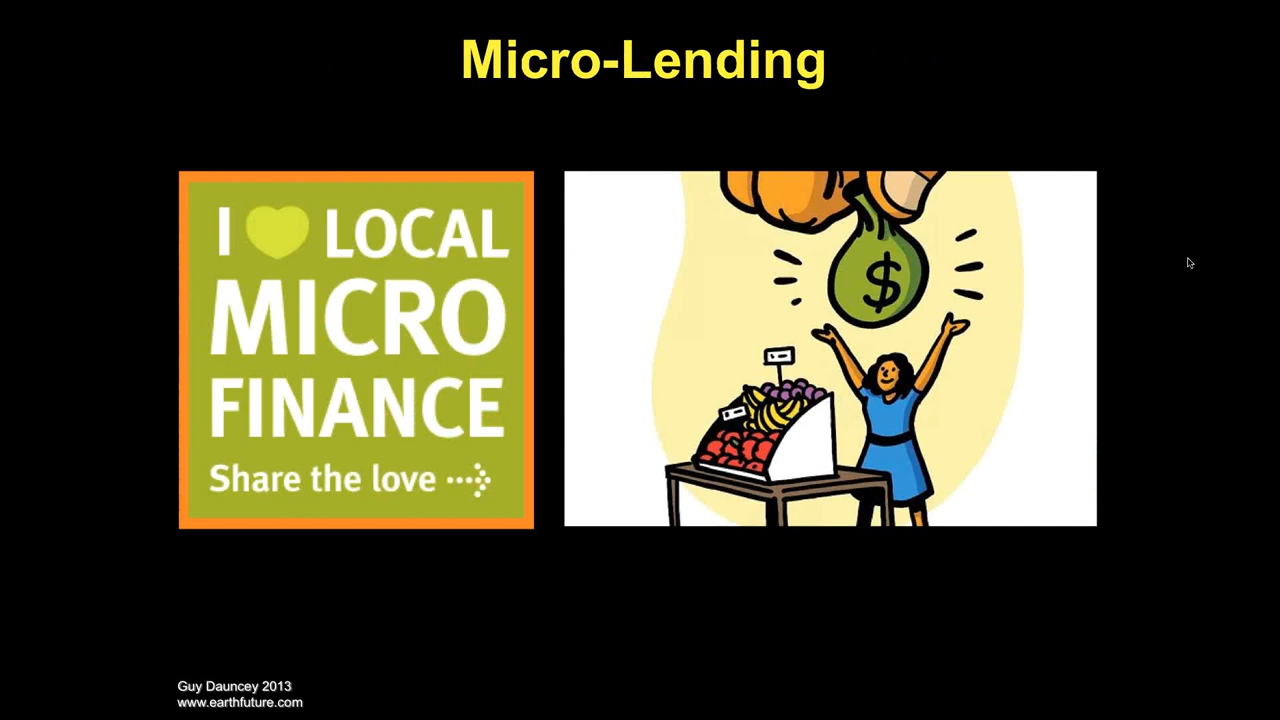 Micro-Lending
I LOCAL
MICRO
FINANCE
Share the love
$
Guy Dauncey 2013
www.earthfuture.com